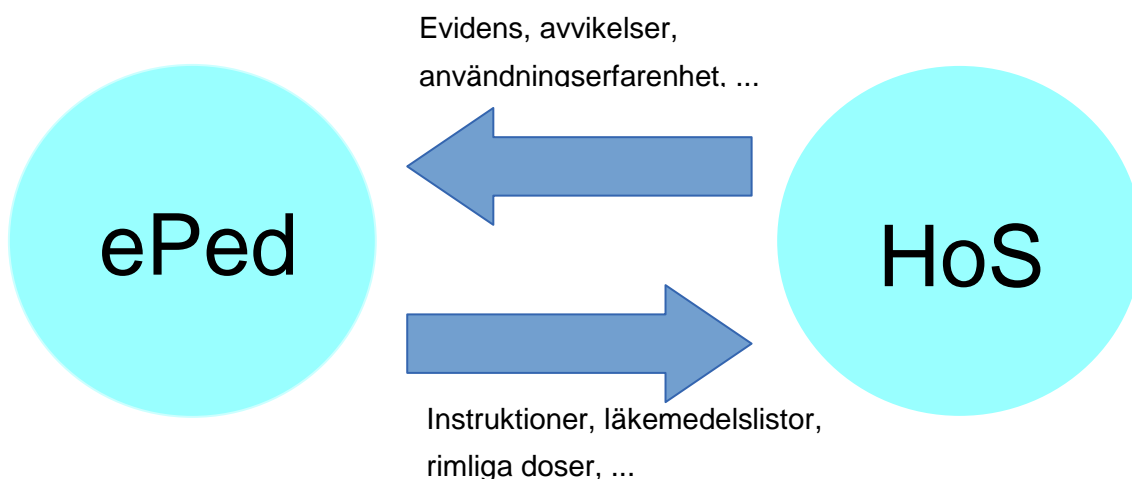 Evidens, avvikelser,
användningserfarenhet, ...
ePed
HoS
Instruktioner, läkemedelslistor,
rimliga doser, ...